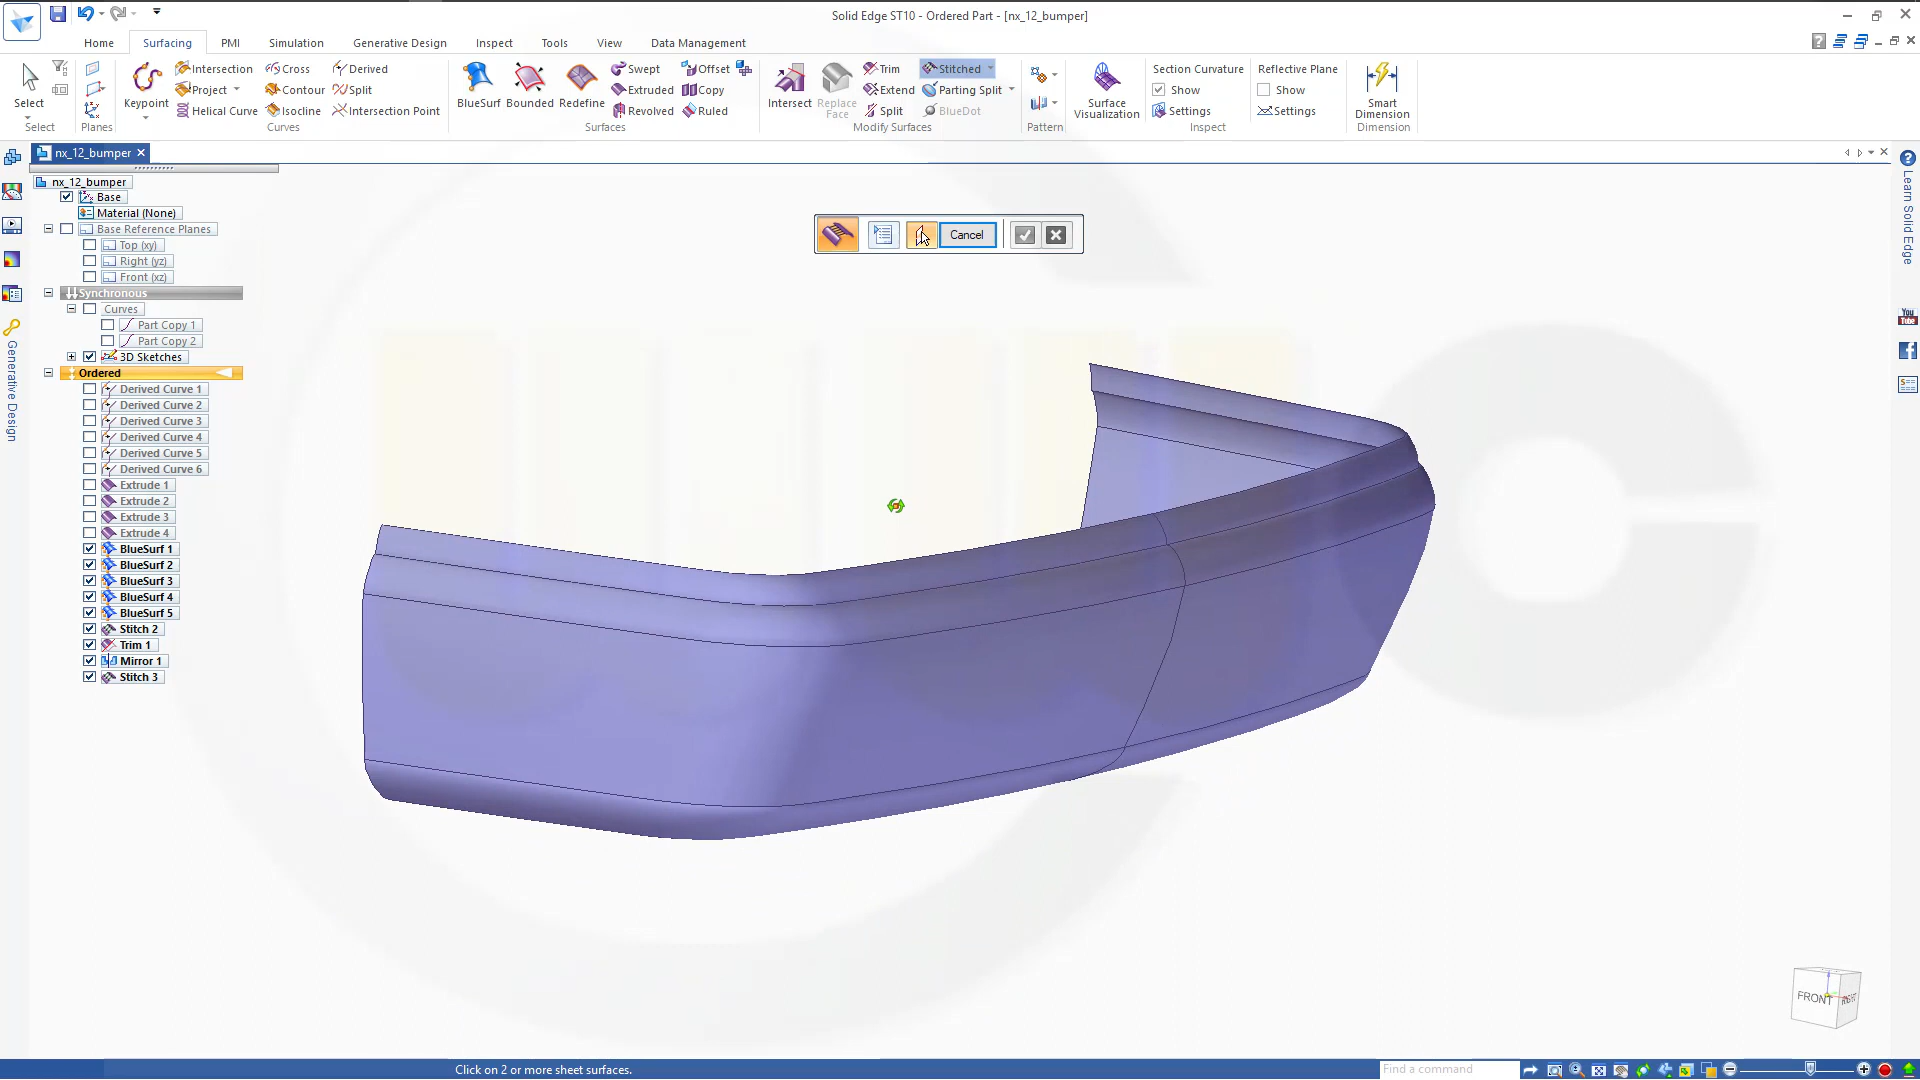 Solid Edge ST10 - Ordered Part - [nx_12_bumper]
Home Surfacing PMI Simulation Generative Design Inspect Tools View Data Management
Select
Select
Planes
Keypoint
Intersection
Project
Helical Curve
Cross
Contour
Isocline
Derived
Split
Intersection Point
Curves
BlueSurf
Bounded
Redefine
Swept
Extruded
Revolved
Offset
Copy
Ruled
Surfaces
Intersect
Replace
Face
Trim
Extend
Split
Stitched
Parting Split
BlueDot
Modify Surfaces
Pattern
Surface
Visualization
Section Curvature
Show
Settings
Reflective Plane
Show
Settings
Inspect
Smart
Dimension
Dimension
nx_12_bumper
nx_12_bumper
Base
Material (None)
Base Reference Planes
Top (xy)
Right (yz)
Front (xz)
Synchronous
Curves
Part Copy 1
Part Copy 2
3D Sketches
Ordered
Derived Curve 1
Derived Curve 2
Derived Curve 3
Derived Curve 4
Derived Curve 5
Derived Curve 6
Extrude 1
Extrude 2
Extrude 3
Extrude 4
BlueSurf 1
BlueSurf 2
BlueSurf 3
BlueSurf 4
BlueSurf 5
Stitch 2
Trim 1
Mirror 1
Stitch 3
Generative Design
Cancel
Learn Solid Edge
You
Tube
FRONT
Click on 2 or more sheet surfaces.
Find a command